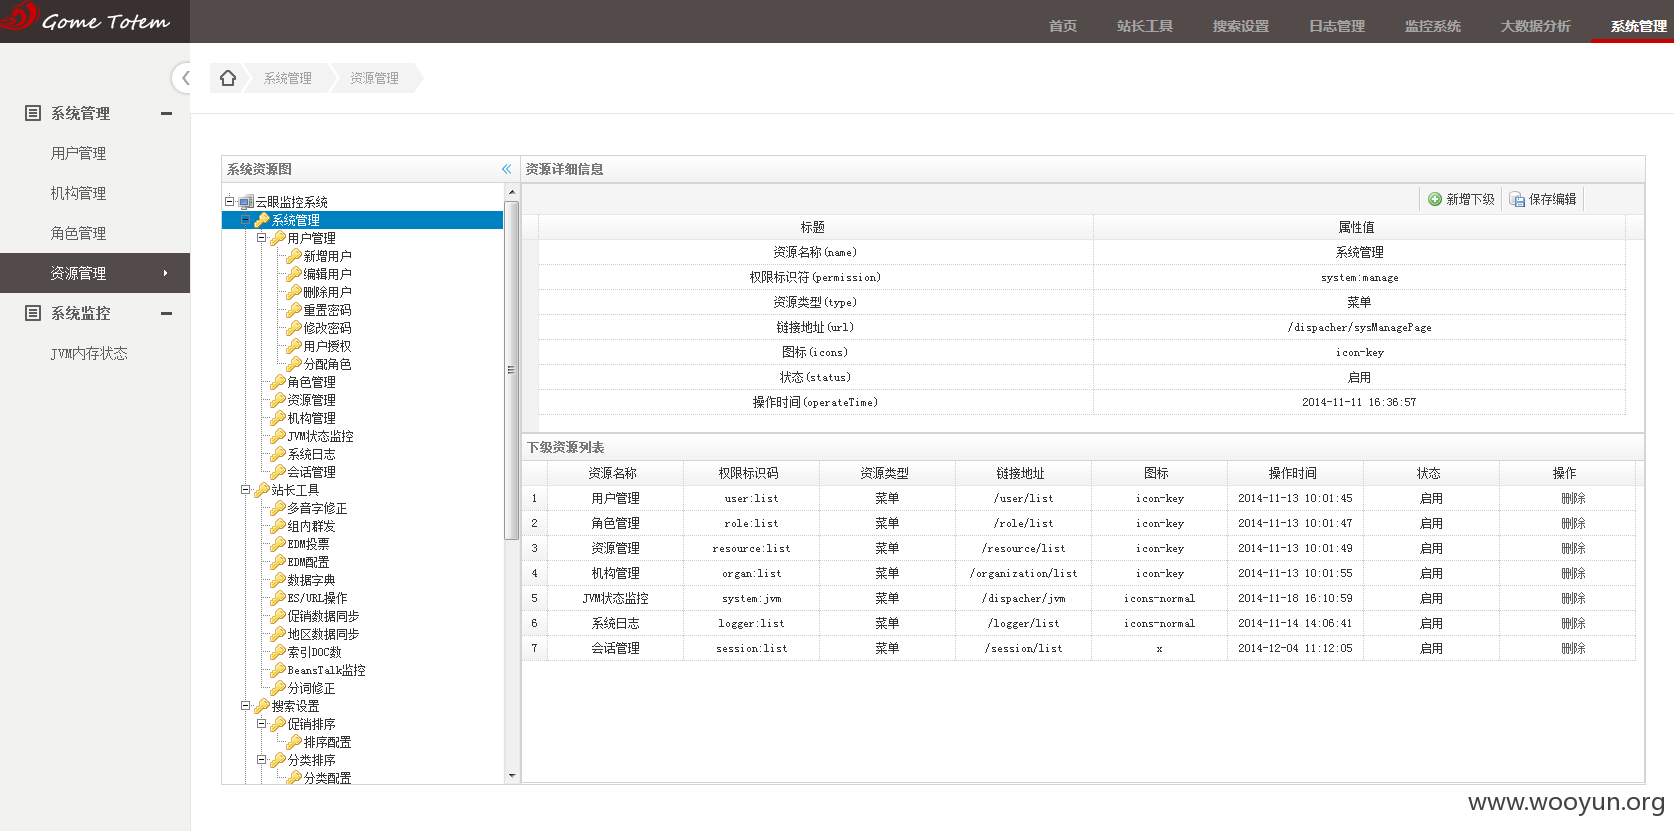 Gome Totem
首页 站长工具 搜索设置 日志管理 监控系统 大数据分析 系统管理
系统管理
用户管理
机构管理
角色管理
资源管理
系统监控
JVM内存状态
系统管理 资源管理
系统资源图
云眼监控系统
系统管理
用户管理
新增用户
编辑用户
删除用户
重置密码
修改密码
用户授权
分配角色
角色管理
资源管理
机构管理
JVM状态监控
系统日志
会话管理
站长工具
多音字修正
组内群发
EDM投票
EDM配置
数据字典
ES/URL操作
促销数据同步
地区数据同步
索引DOC数
BeansTalk监控
分词修正
搜索设置
促销排序
排序配置
分类排序
分类配置
资源详细信息
新增下级 保存编辑
标题 属性值
资源名称(name) 系统管理
权限标识符(permission) system:manage
资源类型(type) 菜单
链接地址(url) /dispacher/sysManagePage
图标(icons) icon-key
状态(status) 启用
操作时间(operateTime) 2014-11-11 16:36:57
下级资源列表
资源名称 权限标识码 资源类型 链接地址 图标 操作时间 状态 操作
1 用户管理 user:list 菜单 /user/list icon-key 2014-11-13 10:01:45 启用 删除
2 角色管理 role:list 菜单 /role/list icon-key 2014-11-13 10:01:47 启用 删除
3 资源管理 resource:list 菜单 /resource/list icon-key 2014-11-13 10:01:49 启用 删除
4 机构管理 organ:list 菜单 /organization/list icon-key 2014-11-13 10:01:55 启用 删除
5 JVM状态监控 system:jvm 菜单 /dispacher/jvm icons-normal 2014-11-18 16:10:59 启用 删除
6 系统日志 logger:list 菜单 /logger/list icons-normal 2014-11-14 14:06:41 启用 删除
7 会话管理 session:list 菜单 /session/list x 2014-12-04 11:12:05 启用 删除
www.wooyun.org